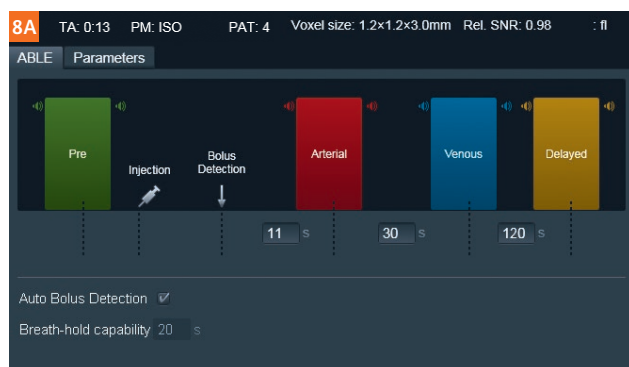 8A TA: 0:13 PM: ISO PAT: 4 Voxel size: 1.2×1.2×3.0mm Rel. SNR: 0.98 : fl
ABLE Parameters
Pre
Injection
Bolus
Detection
Arterial
Venous
Delayed
11 s 30 s 120 s
Auto Bolus Detection
Breath-hold capability 20 s